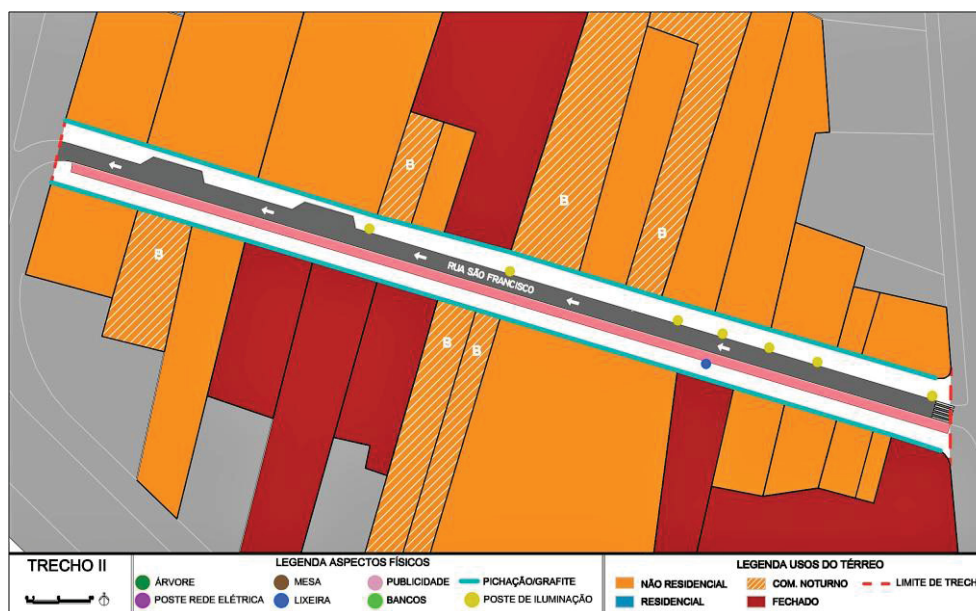 B
B
B
B
RUA SÃO FRANCISCO
B
B
TRECHO II
LEGENDA ASPECTOS FÍSICOS
ÁRVORE
MESA
PUBLICIDADE
PICHAÇÃO/GRAFITE
POSTE REDE ELÉTRICA
LIXEIRA
BANCOS
POSTE DE ILUMINAÇÃO
LEGENDA USOS DO TÉRREO
NÃO RESIDENCIAL
COM. NOTURNO
LIMITE DE TRECH
RESIDENCIAL
FECHADO